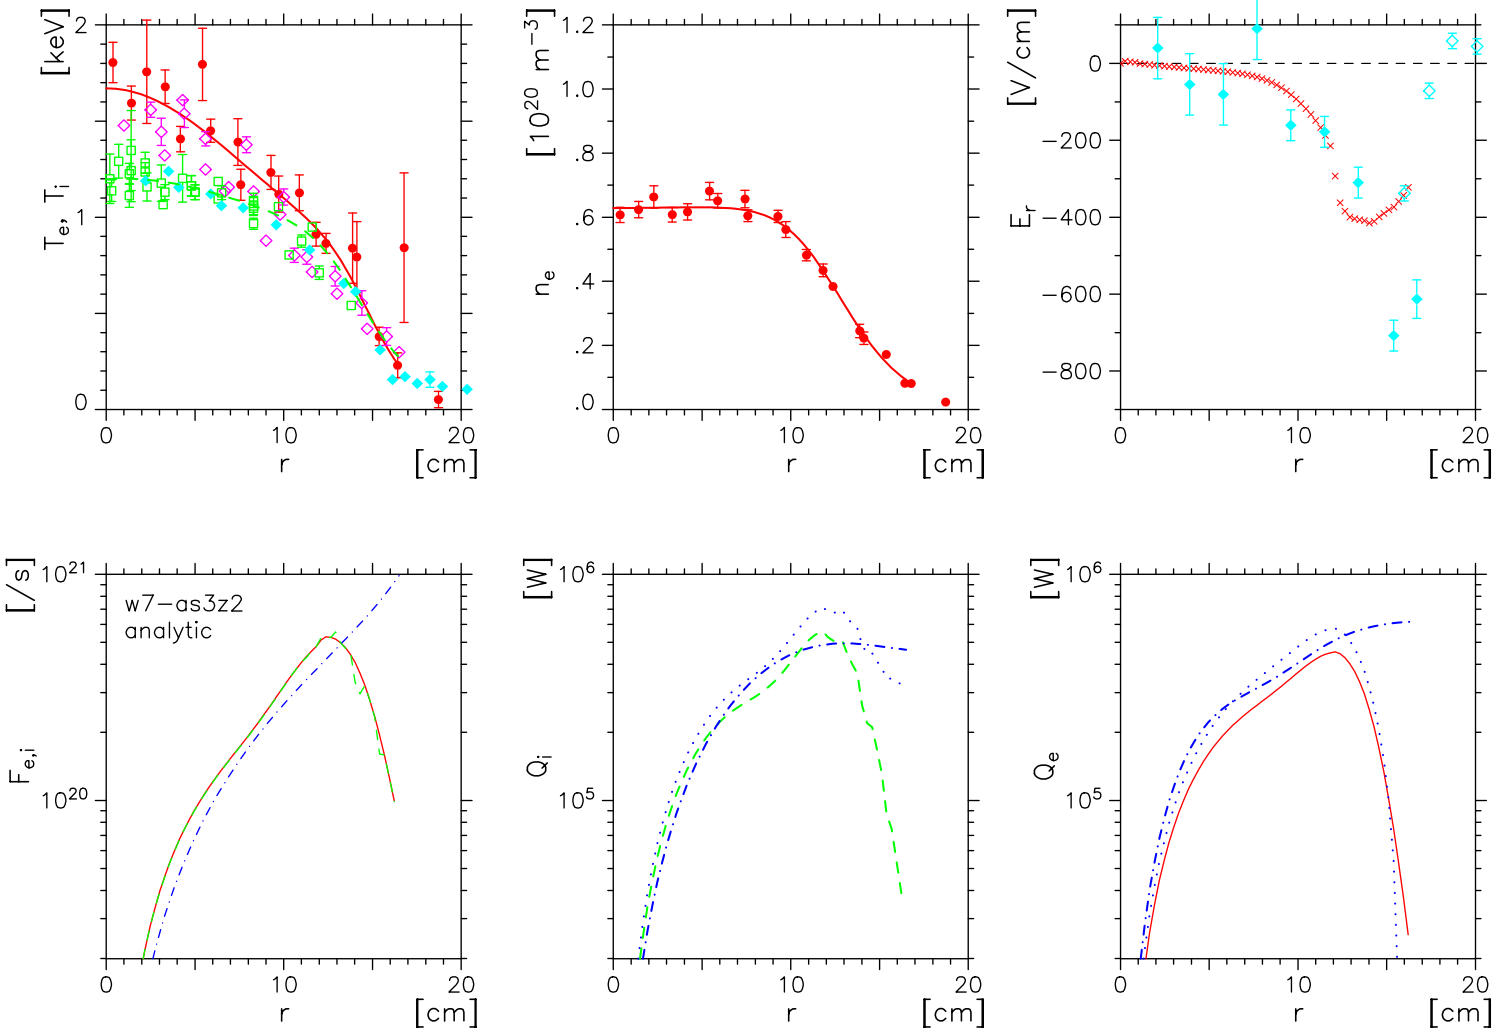 2
1
0
0
10
20
r
[cm]
T_e, T_i
[keV]
1.2
1.0
.8
.6
.4
.2
.0
0
10
20
r
[cm]
n_e
[10^20 m^−3]
0
−200
−400
−600
−800
0
10
20
r
[cm]
E_r
[V/cm]
10^21
10^20
w7−as3z2
analytic
0
10
20
r
[cm]
F_e,i
[/s]
10^6
10^5
0
10
20
r
[cm]
Q_i
[W]
10^6
10^5
0
10
20
r
[cm]
Q_e
[W]